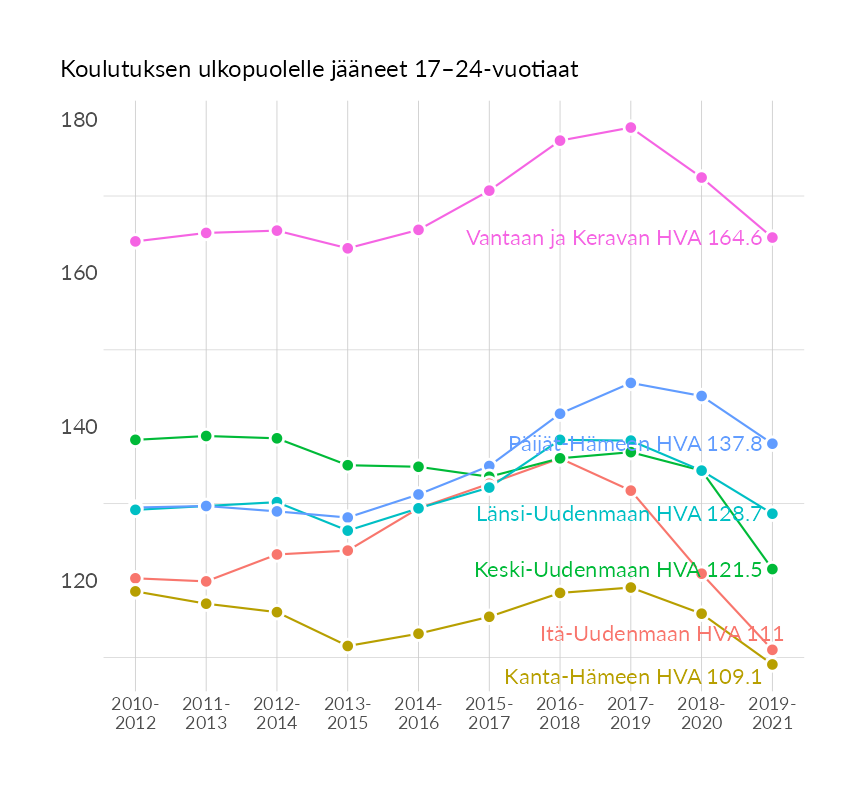 Koulutuksen ulkopuolelle jääneet 17–24-vuotiaat
180
160
140
120
Vantaan ja Keravan HVA 164.6
Päijät-Hämeen HVA 137.8
Länsi-Uudenmaan HVA 128.7
Keski-Uudenmaan HVA 121.5
Itä-Uudenmaan HVA 111
Kanta-Hämeen HVA 109.1
2010- 2011- 2012- 2013- 2014- 2015- 2016- 2017- 2018- 2019-
2012 2013 2014 2015 2016 2017 2018 2019 2020 2021